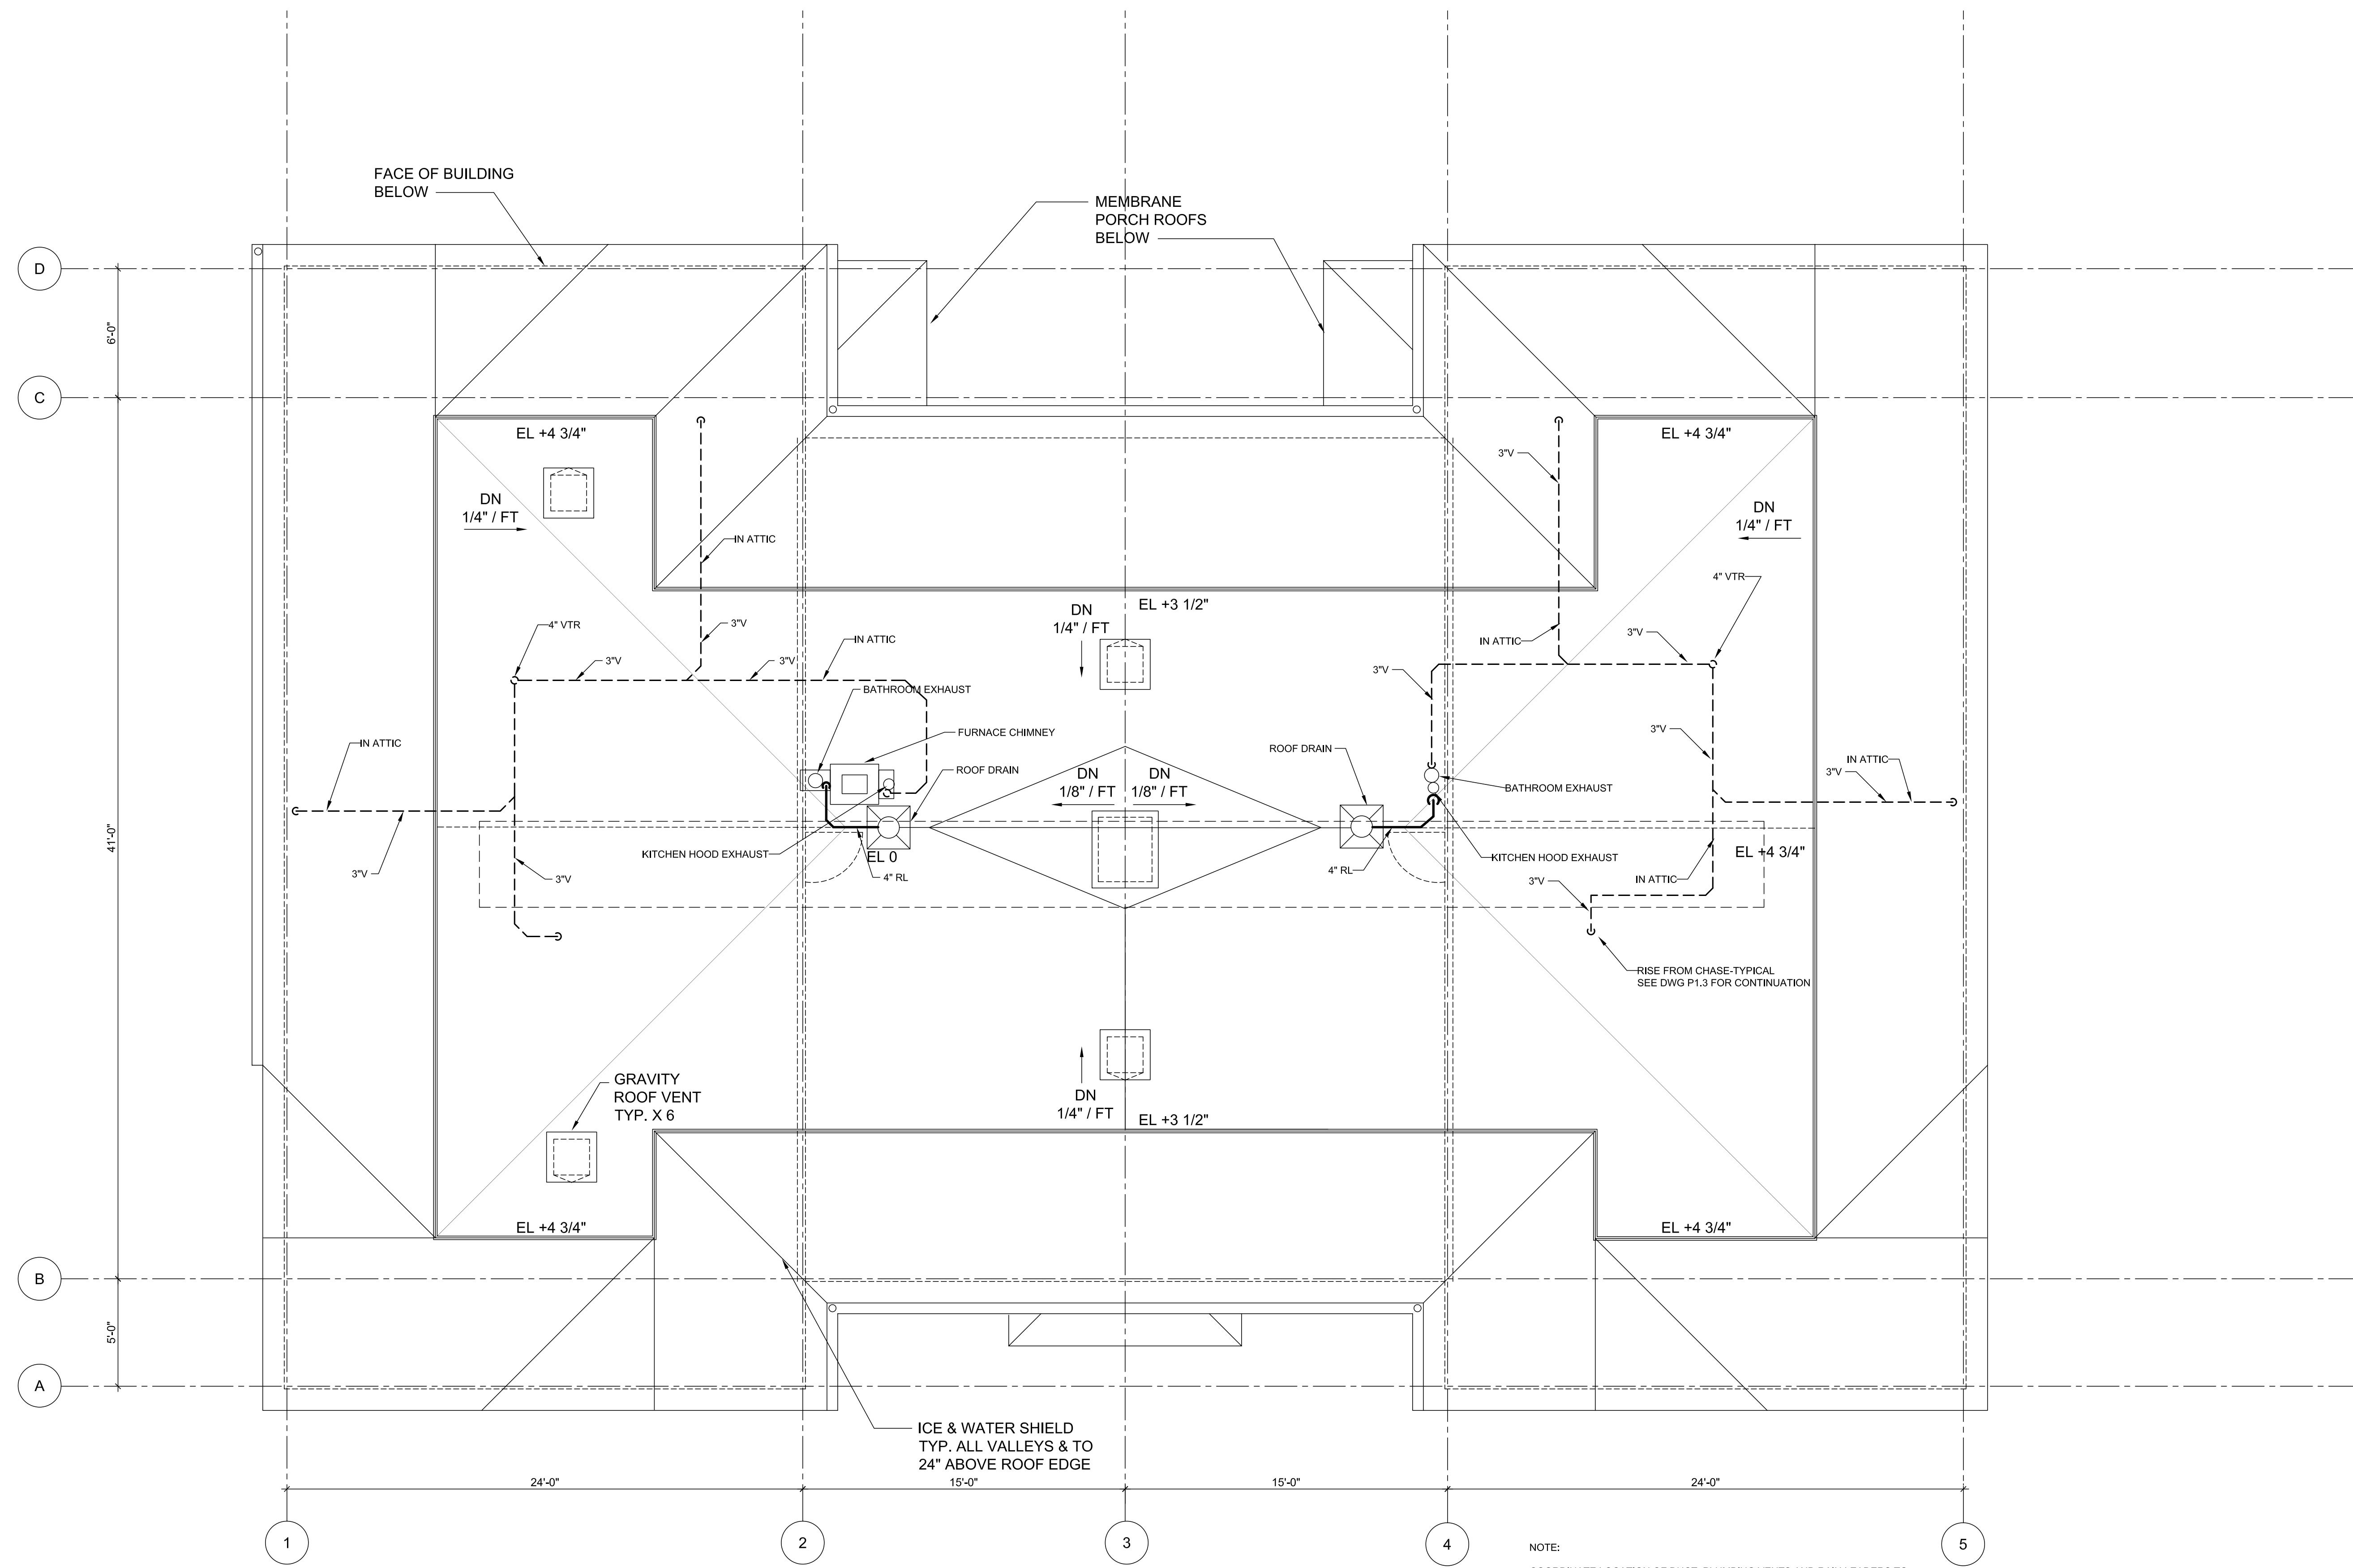 FACE OF BUILDING
BELOW
MEMBRANE
PORCH ROOFS
BELOW
D
6'-0"
C
EL +4 3/4"
EL +4 3/4"
3"V
DN
1/4" / FT
DN
1/4" / FT
IN ATTIC
4" VTR
EL +3 1/2"
DN
1/4" / FT
4" VTR
3"V
IN ATTIC
IN ATTIC
3"V
3"V
3"V
3"V
BATHROOM EXHAUST
3"V
IN ATTIC
FURNACE CHIMNEY
ROOF DRAIN
IN ATTIC
ROOF DRAIN
DN
1/8" / FT
DN
1/8" / FT
3"V
BATHROOM EXHAUST
41'-0"
KITCHEN HOOD EXHAUST
EL 0
KITCHEN HOOD EXHAUST
EL +4 3/4"
3"V
3"V
4" RL
4" RL
3"V
IN ATTIC
RISE FROM CHASE-TYPICAL
SEE DWG P1.3 FOR CONTINUATION
GRAVITY
ROOF VENT
TYP. X 6
DN
1/4" / FT
EL +3 1/2"
EL +4 3/4"
EL +4 3/4"
B
5'-0"
A
ICE & WATER SHIELD
TYP. ALL VALLEYS & TO
24" ABOVE ROOF EDGE
24'-0"
15'-0"
15'-0"
24'-0"
1
2
3
4
5
NOTE: